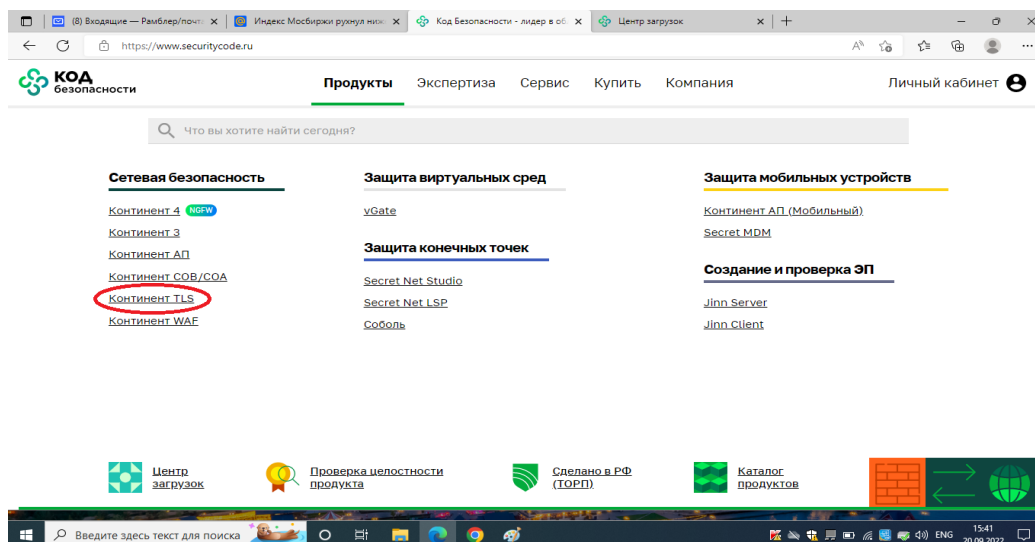 (8) Входящие — Рамблер/почт
Индекс Мосбиржи рухнул ниж
Код Безопасности - лидер в об
Центр загрузок
https://www.securitycode.ru
КОД безопасности
Продукты Экспертиза Сервис Купить Компания Личный кабинет
Что вы хотите найти сегодня?
Сетевая безопасность
Континент 4 NGFW
Континент 3
Континент АП
Континент СОВ/СОА
Континент TLS
Континент WAF
Защита виртуальных сред
vGate
Защита конечных точек
Secret Net Studio
Secret Net LSP
Соболь
Защита мобильных устройств
Континент АП (Мобильный)
Secret MDM
Создание и проверка ЭП
Jinn Server
Jinn Client
Центр
загрузок
Проверка целостности
продукта
Сделано в РФ
(ТОРП)
Каталог
продуктов
Введите здесь текст для поиска
ENG
15:41
20.09.2022